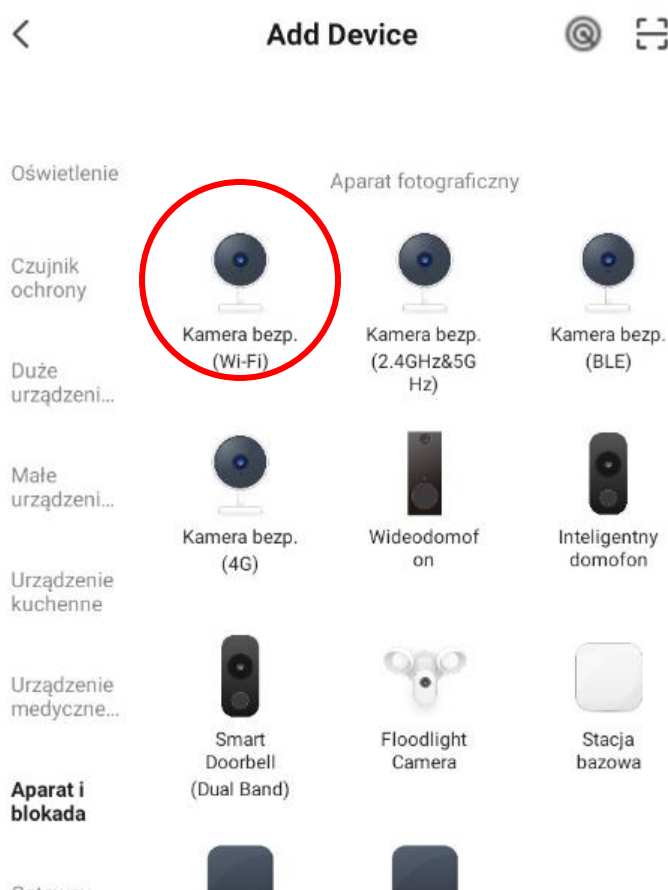 Add Device
Oświetlenie
Czujnik
ochrony
Duże
urządzeni...
Małe
urządzeni...
Urządzenie
kuchenne
Urządzenie
medyczne...
Aparat i
blokada
Aparat fotograficzny
Kamera bezp.
(Wi-Fi)
Kamera bezp.
(2.4GHz&5G
Hz)
Kamera bezp.
(BLE)
Kamera bezp.
(4G)
Wideodomof
on
Inteligentny
domofon
Smart
Doorbell
(Dual Band)
Floodlight
Camera
Stacja
bazowa